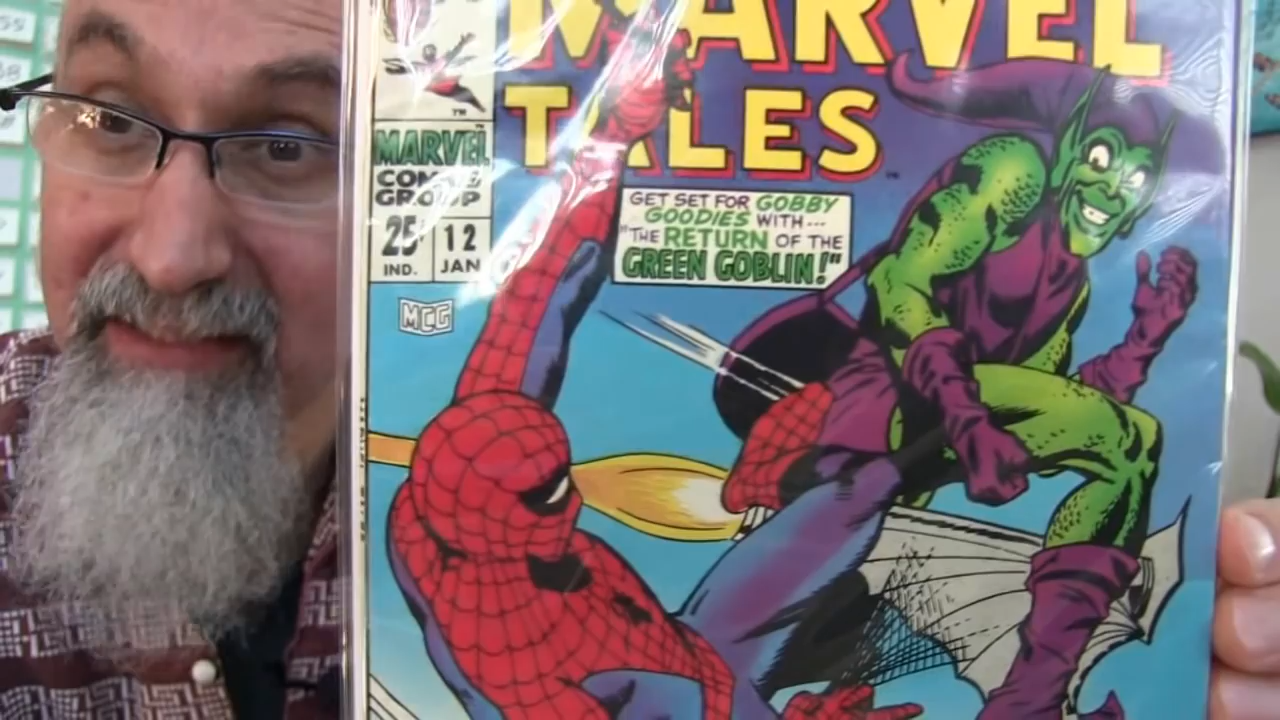 MARVEL
TALES
™
MARVEL
COMICS
GROUP
25¢
IND.
12
JAN
MCG
GET SET FOR GOBBY
GOODIES WITH---
"THE RETURN OF THE
GREEN GOBLIN!"